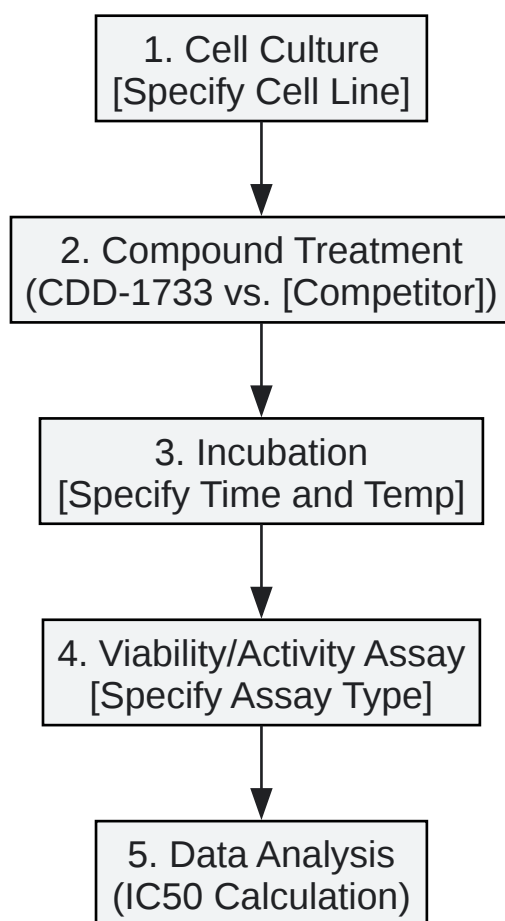 1. Cell Culture
[Specify Cell Line]
2. Compound Treatment
(CDD-1733 vs. [Competitor])
3. Incubation
[Specify Time and Temp]
4. Viability/Activity Assay
[Specify Assay Type]
5. Data Analysis
(IC50 Calculation)